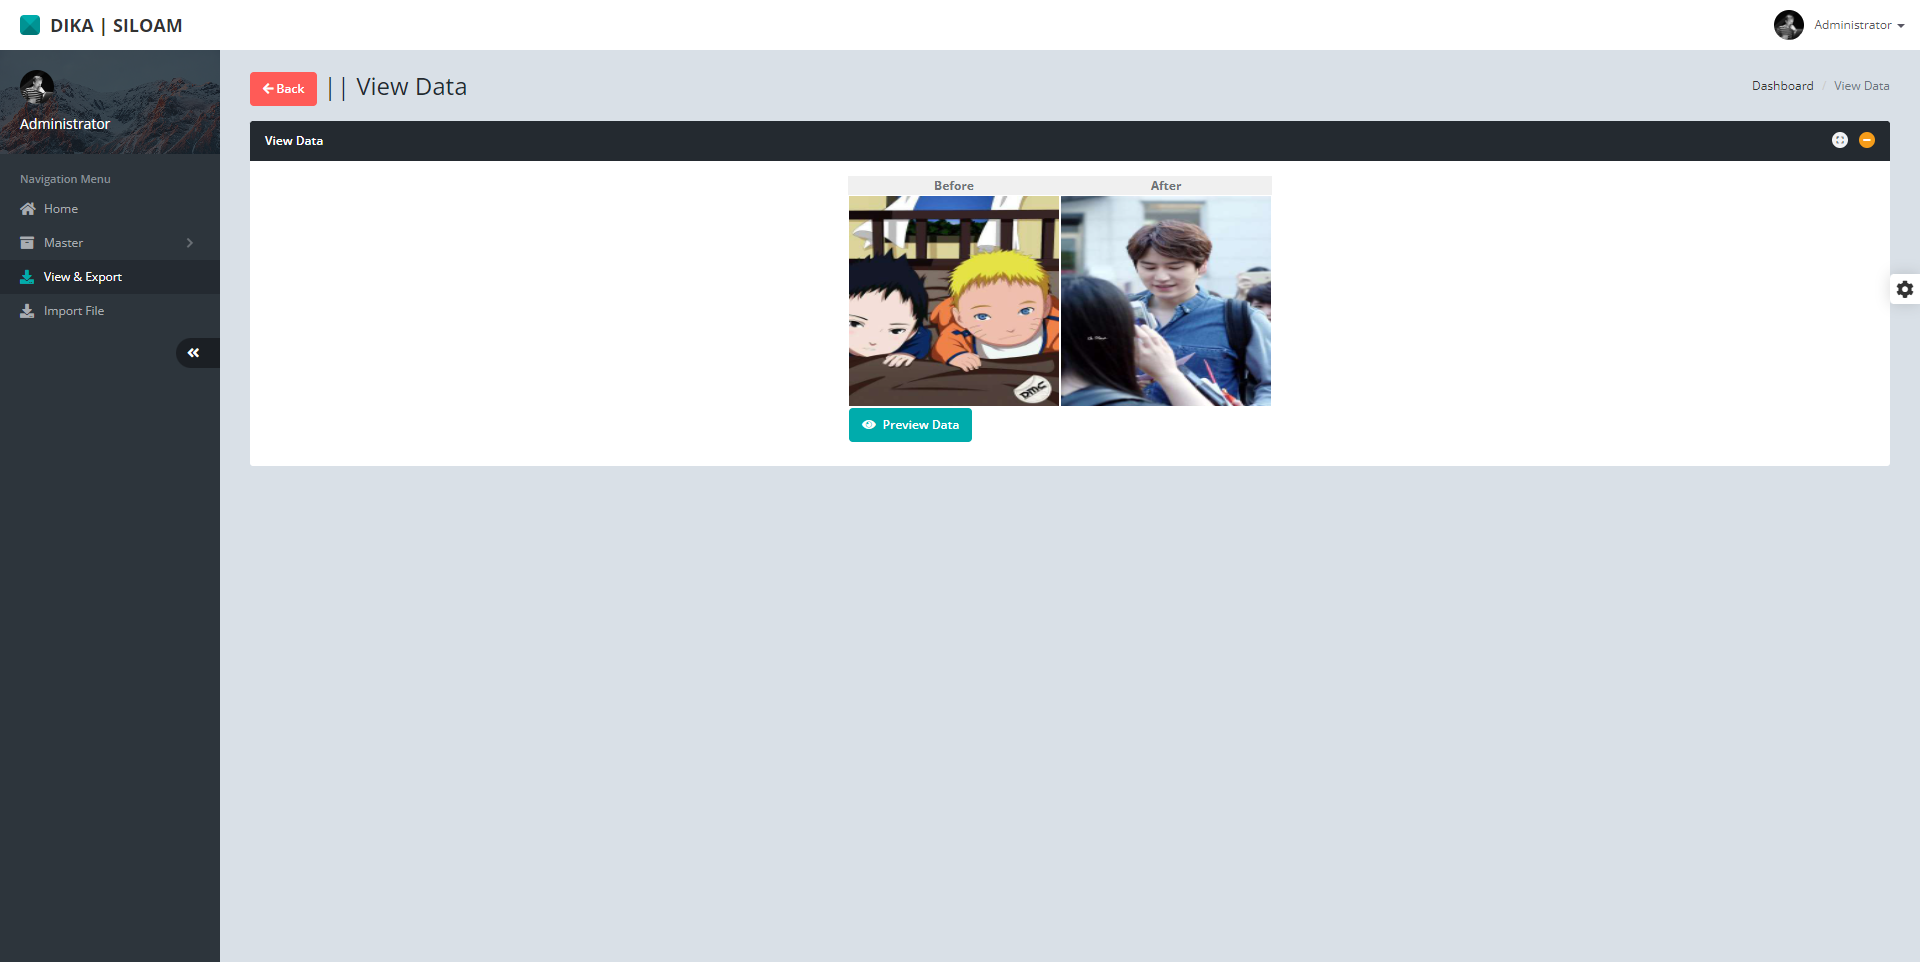 DIKA | SILOAM
Administrator
Administrator
Navigation Menu
Home
Master
View & Export
Import File
Back || View Data
Dashboard / View Data
View Data
Before After
DMC
Preview Data